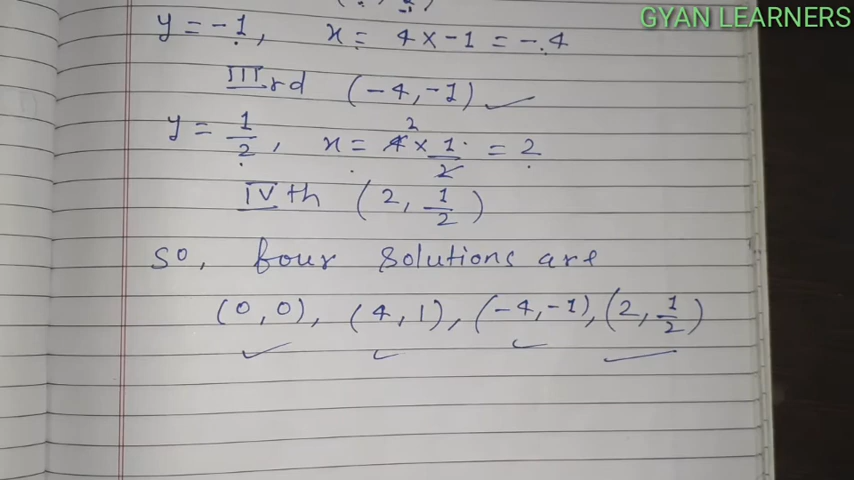 GYAN LEARNERS
y = -1, x = 4 × -1 = -4
IIIrd (-4, -1)
y = 1/2, x = 4 × 1/2 = 2
2
IVth (2, 1/2)
So, four solutions are
(0, 0), (4, 1), (-4, -1), (2, 1/2)